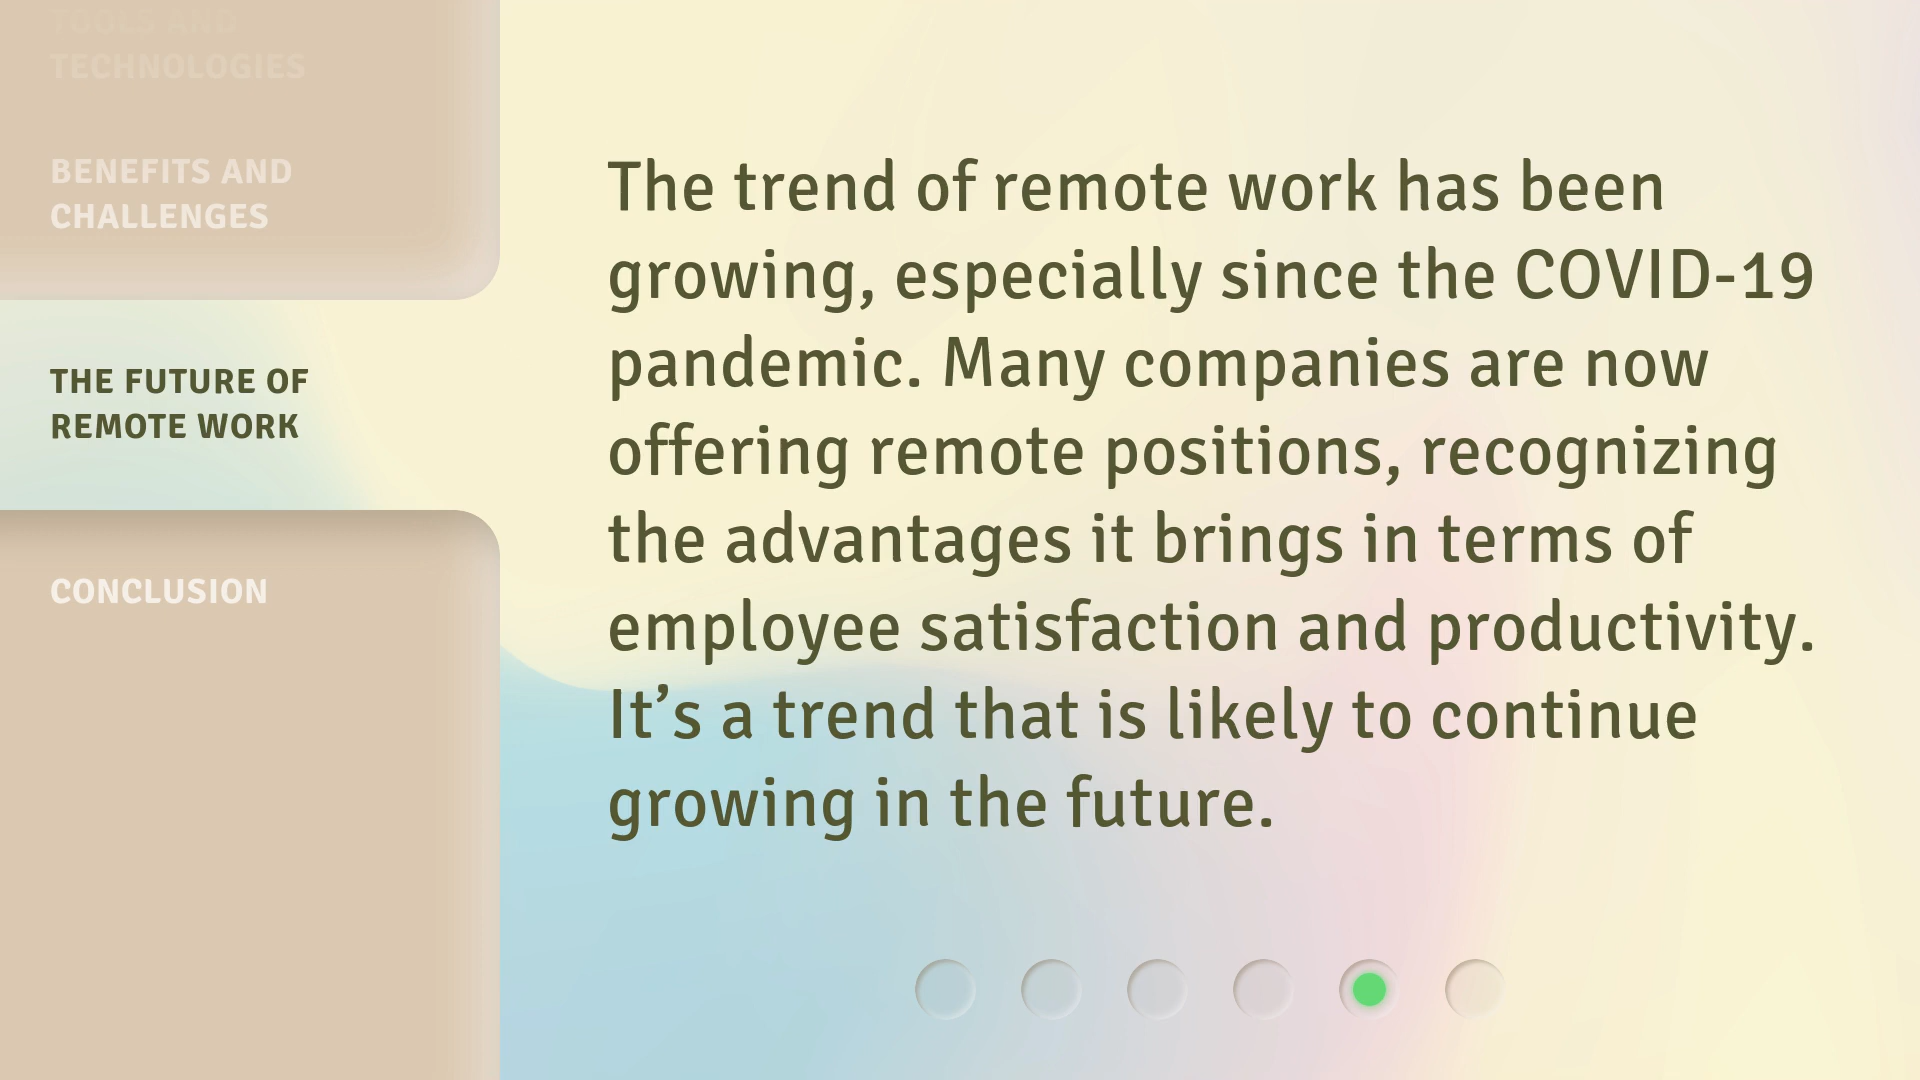 TOOLS AND
TECHNOLOGIES
BENEFITS AND
CHALLENGES
THE FUTURE OF
REMOTE WORK
CONCLUSION
The trend of remote work has been
growing, especially since the COVID-19
pandemic. Many companies are now
offering remote positions, recognizing
the advantages it brings in terms of
employee satisfaction and productivity.
It’s a trend that is likely to continue
growing in the future.